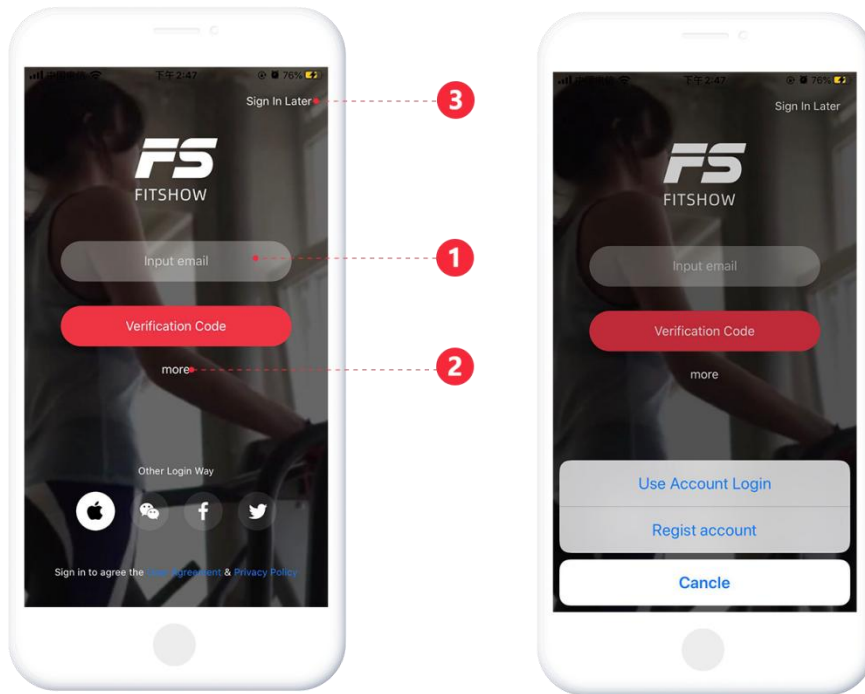 下午2:47
76%
Sign In Later
3
FS
FITSHOW
Input email
1
Verification Code
more
2
Other Login Way
Sign in to agree the User Agreement & Privacy Policy
下午2:47
76%
Sign In Later
FS
FITSHOW
Input email
Verification Code
more
Use Account Login
Regist account
Cancle